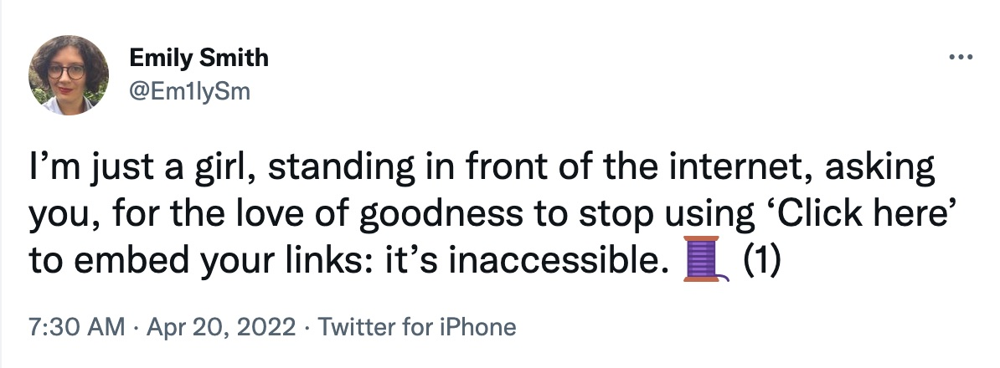 Emily Smith
@Em1lySm
I’m just a girl, standing in front of the internet, asking
you, for the love of goodness to stop using ‘Click here’
to embed your links: it’s inaccessible. 🧵 (1)
7:30 AM · Apr 20, 2022 · Twitter for iPhone